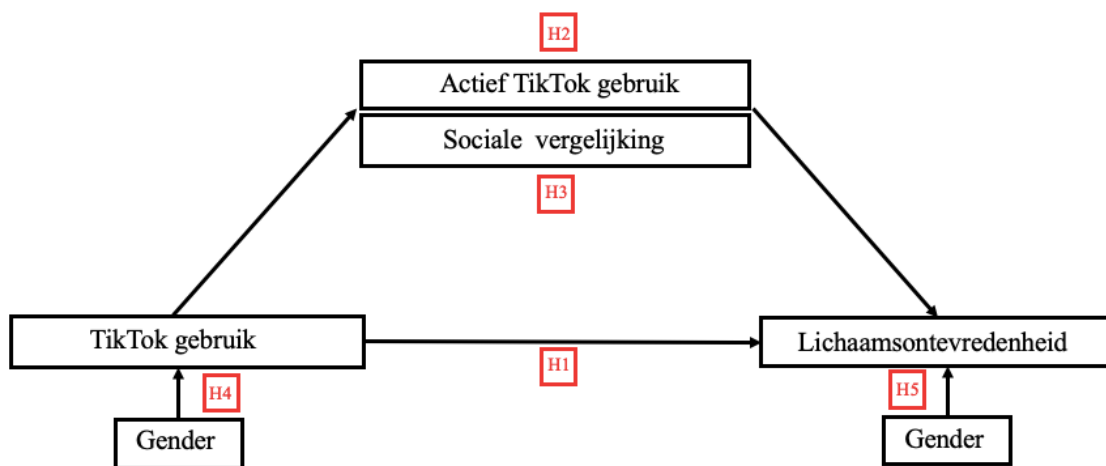 H2
Actief TikTok gebruik
Sociale vergelijking
H3
TikTok gebruik
Lichaamsontevredenheid
H1
H4
H5
Gender
Gender